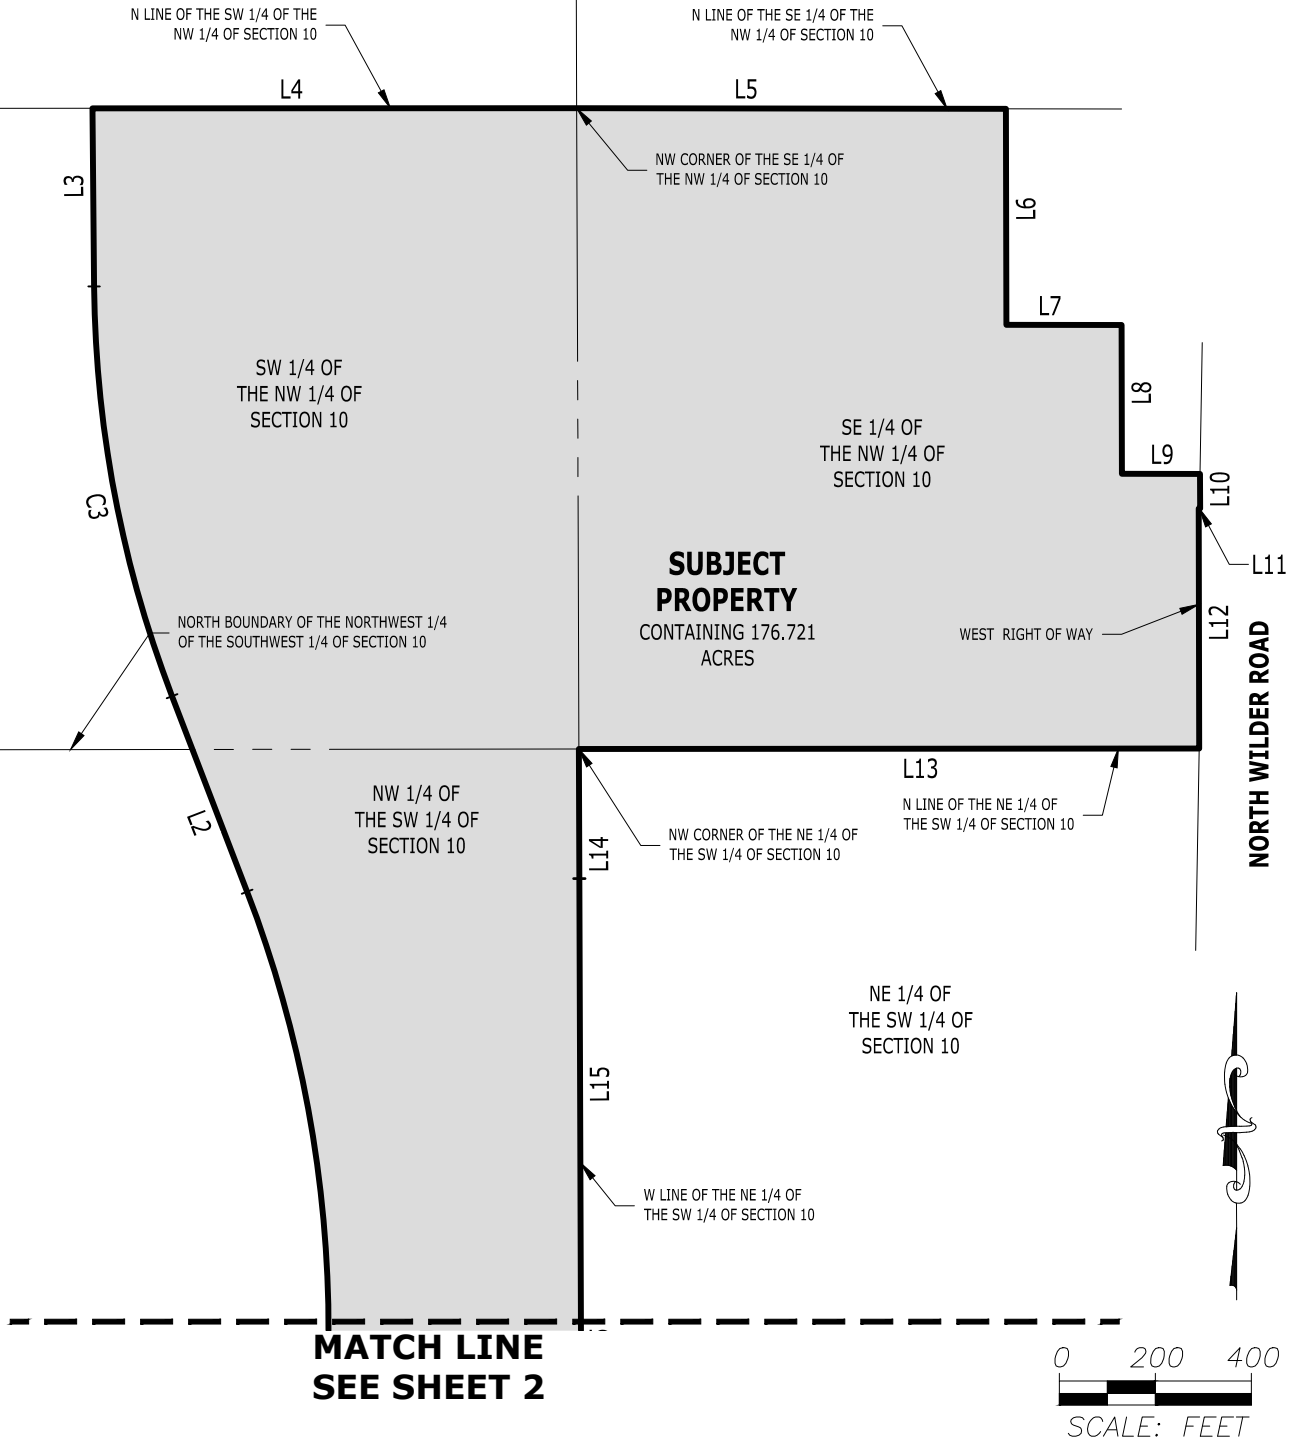 N LINE OF THE SW 1/4 OF THE
NW 1/4 OF SECTION 10
N LINE OF THE SE 1/4 OF THE
NW 1/4 OF SECTION 10
L4
L5
L3
NW CORNER OF THE SE 1/4 OF
THE NW 1/4 OF SECTION 10
L6
L7
SW 1/4 OF
THE NW 1/4 OF
SECTION 10
L8
SE 1/4 OF
THE NW 1/4 OF
SECTION 10
L9
L10
C3
SUBJECT
PROPERTY
CONTAINING 176.721
ACRES
L11
NORTH BOUNDARY OF THE NORTHWEST 1/4
OF THE SOUTHWEST 1/4 OF SECTION 10
WEST RIGHT OF WAY
L12
NORTH WILDER ROAD
L13
L2
NW 1/4 OF
THE SW 1/4 OF
SECTION 10
N LINE OF THE NE 1/4 OF
THE SW 1/4 OF SECTION 10
L14
NW CORNER OF THE NE 1/4 OF
THE SW 1/4 OF SECTION 10
NE 1/4 OF
THE SW 1/4 OF
SECTION 10
L15
W LINE OF THE NE 1/4 OF
THE SW 1/4 OF SECTION 10
MATCH LINE
SEE SHEET 2
0 200 400
SCALE: FEET